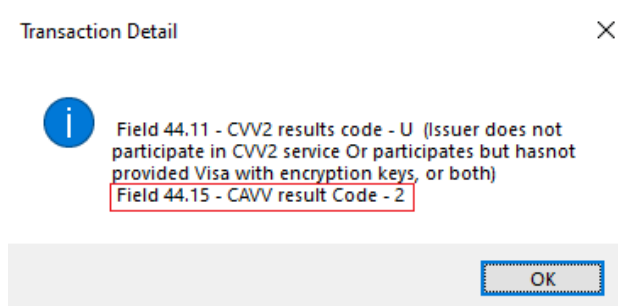 Transaction Detail
Field 44.11 - CVV2 results code - U  (Issuer does not
participate in CVV2 service Or participates but hasnot
provided Visa with encryption keys, or both)
Field 44.15 - CAVV result Code - 2
OK